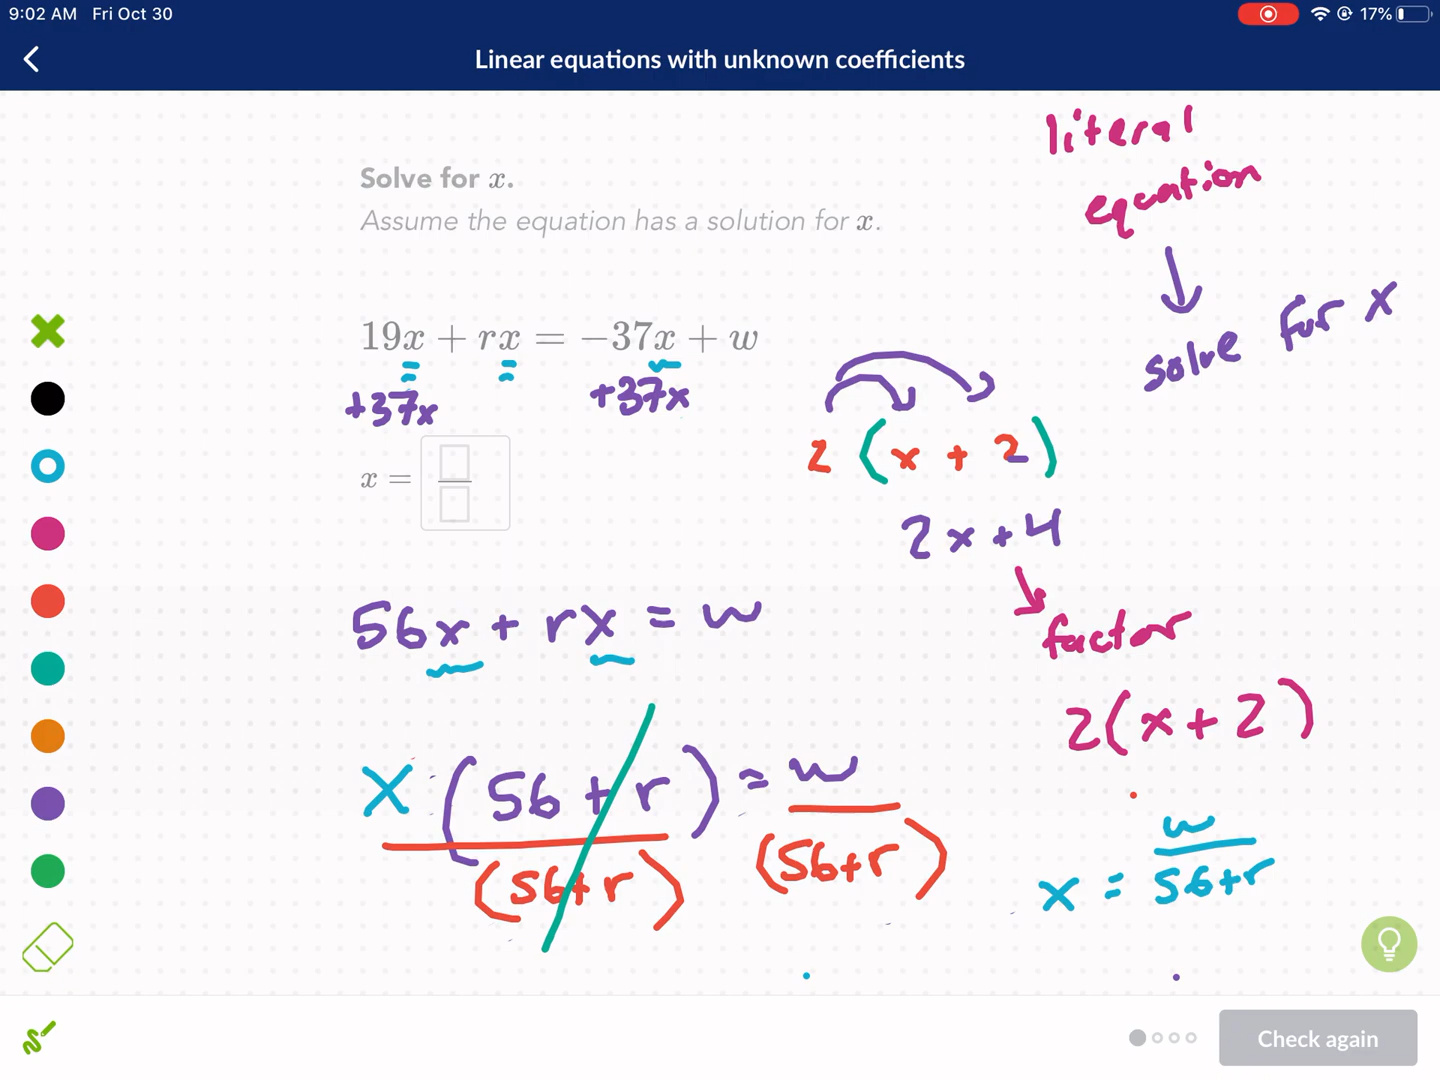 9:02 AM Fri Oct 30
17%
Linear equations with unknown coefficients
literal
equation
Solve for x.
Assume the equation has a solution for x.
solve for x
19x + rx = −37x + w
+37x +37x
2 (x + 2)
x =
2x + 4
factor
56x + rx = w
2(x + 2)
x (56 + r) = w
(56+r) (56+r)
w
x = 56+r
Check again